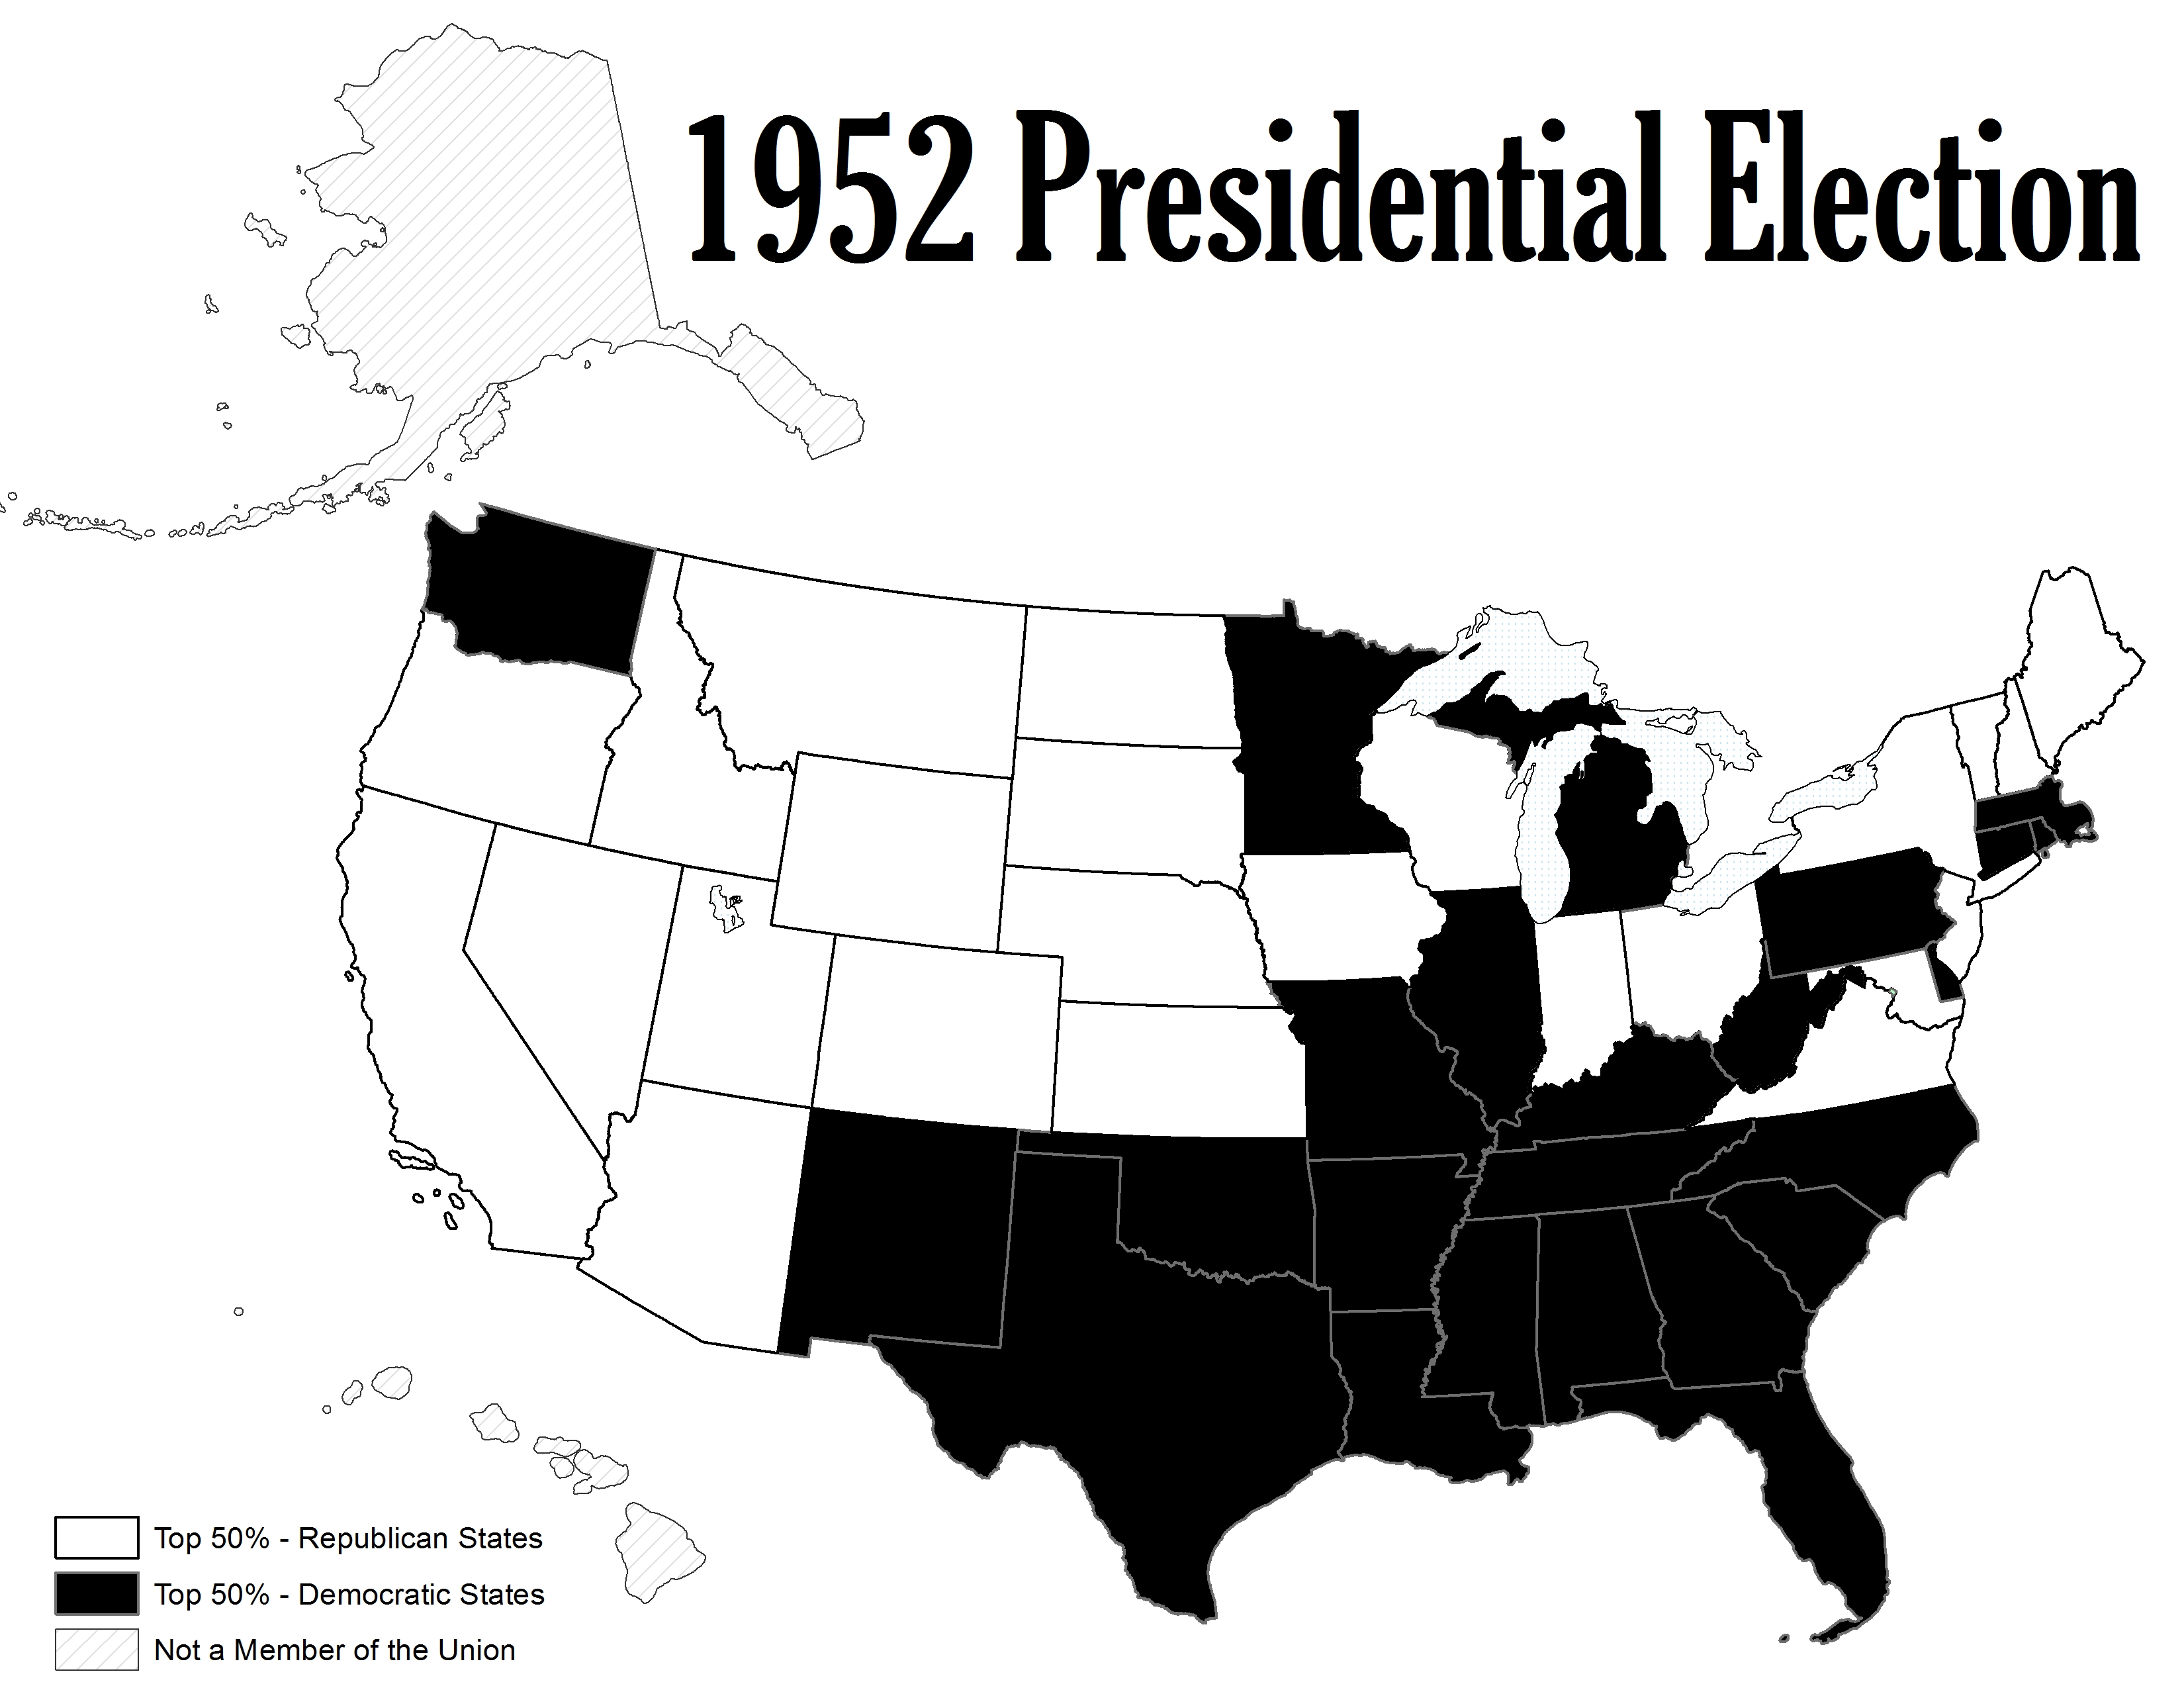 1952 Presidential Election
Top 50% - Republican States
Top 50% - Democratic States
Not a Member of the Union